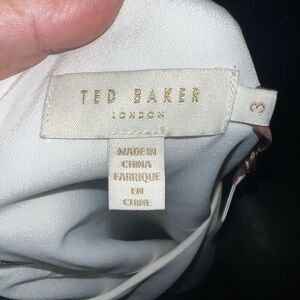 TED BAKER
LONDON
3
MADE IN
CHINA
FABRIQUE
EN
CHINE